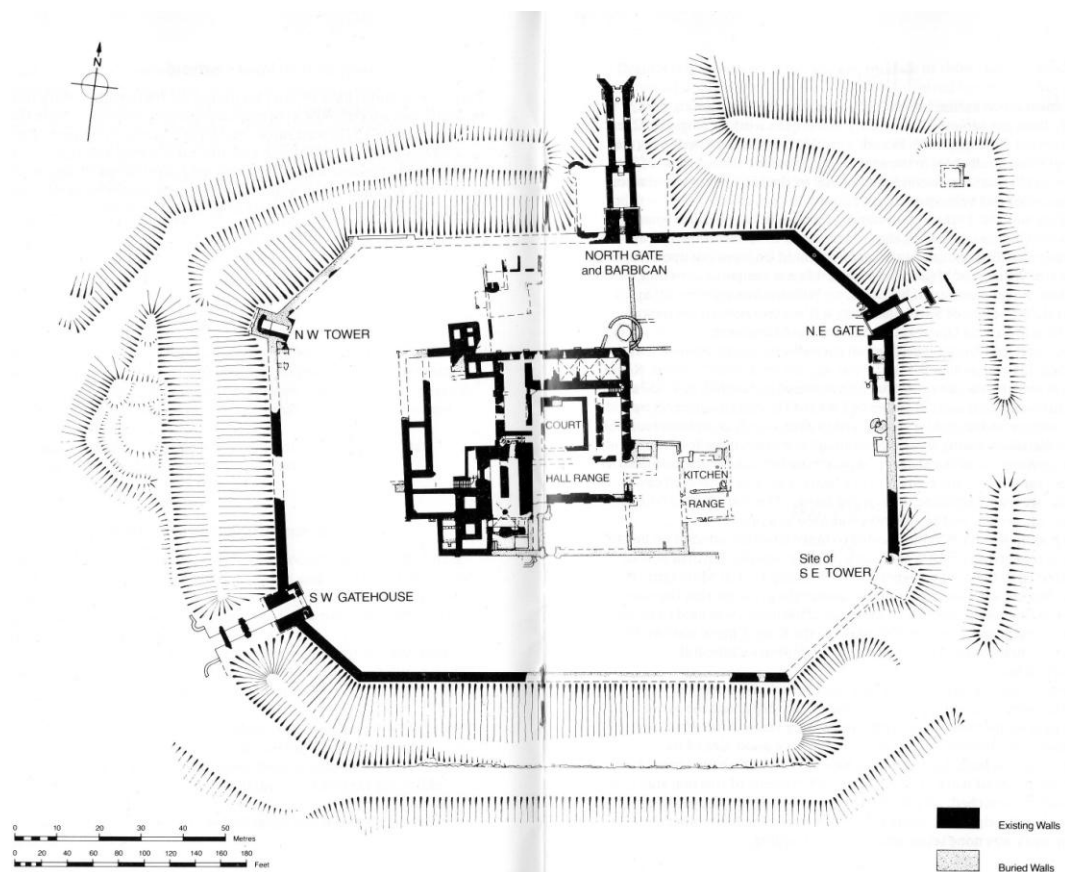 N
NORTH GATE
and BARBICAN
N W TOWER
N E GATE
COURT
HALL RANGE
KITCHEN
RANGE
Site of
S E TOWER
S W GATEHOUSE
0 10 20 30 40 50
Metres
0 20 40 60 80 100 120 140 160 180
Feet
Existing Walls
Buried Walls